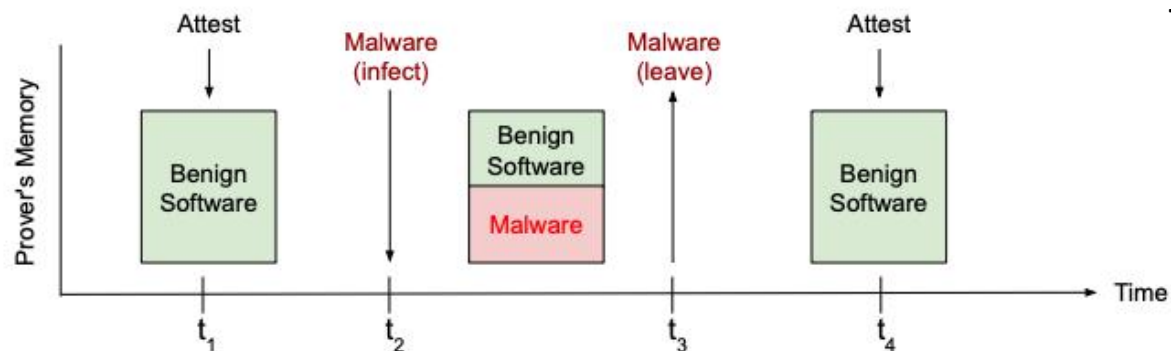 Attest
Malware
(infect)
Malware
(leave)
Attest
Prover's Memory
Benign
Software
Benign
Software
Malware
Benign
Software
Time
t₁
t₂
t₃
t₄